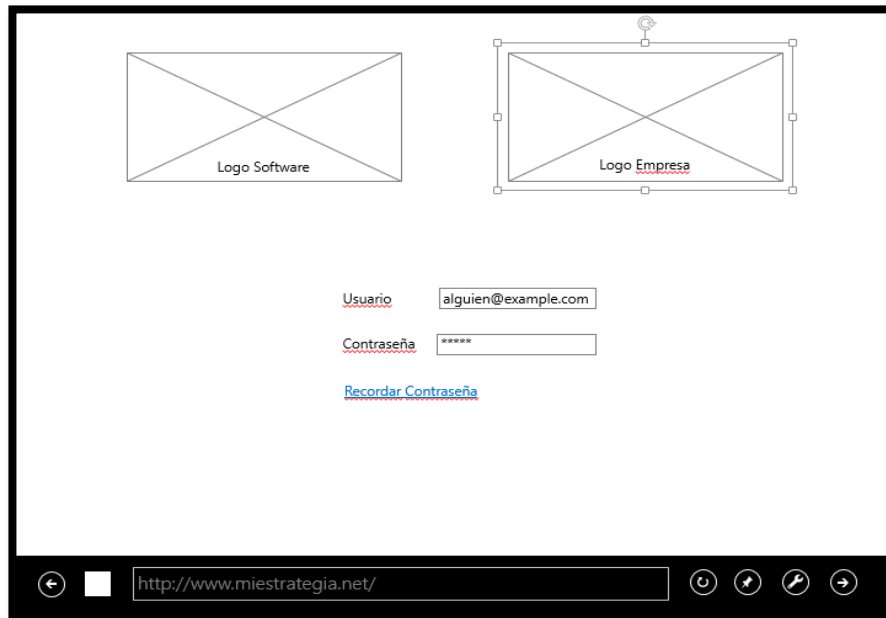 Logo Software
Logo Empresa
Usuario
alguien@example.com
Contraseña
*****
Recordar Contraseña
http://www.miestrategia.net/